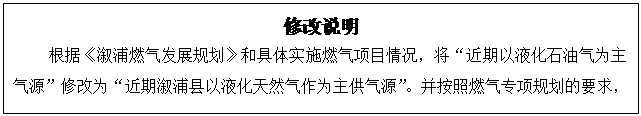 修改说明
根据《溆浦燃气发展规划》和具体实施燃气项目情况，将“近期以液化石油气为主
气源”修改为“近期溆浦县以液化天然气作为主供气源”。并按照燃气专项规划的要求，